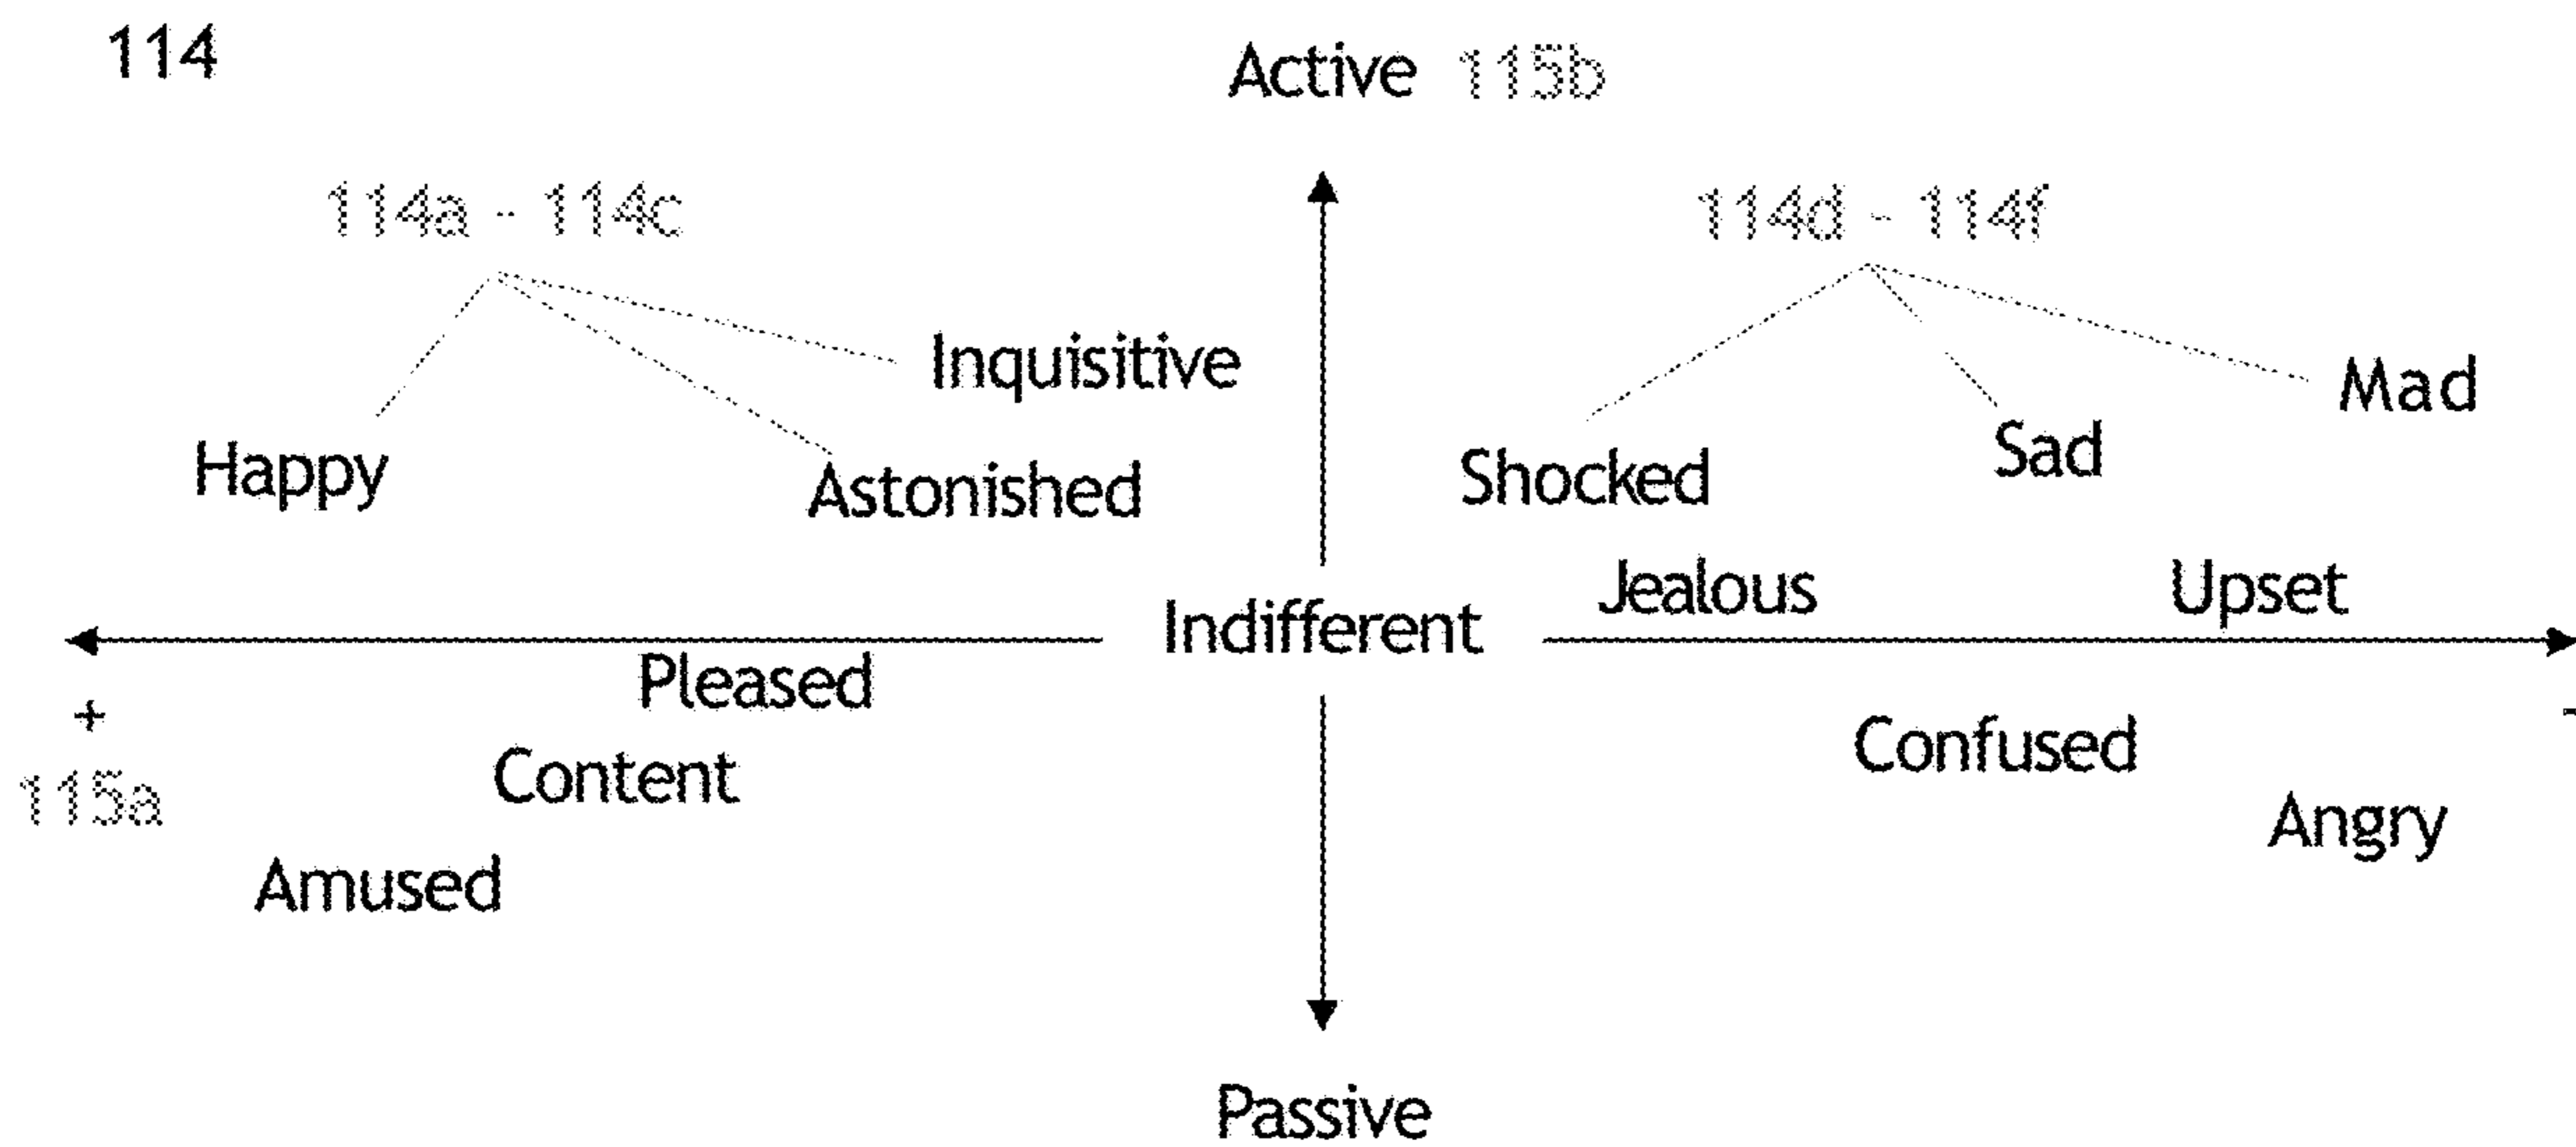 114
Active 115b
114a - 114c
114d - 114f
Inquisitive
Mad
Happy
Astonished
Shocked
Sad
Jealous
Upset
Indifferent
Pleased
+
-
Content
Confused
115a
Angry
Amused
Passive